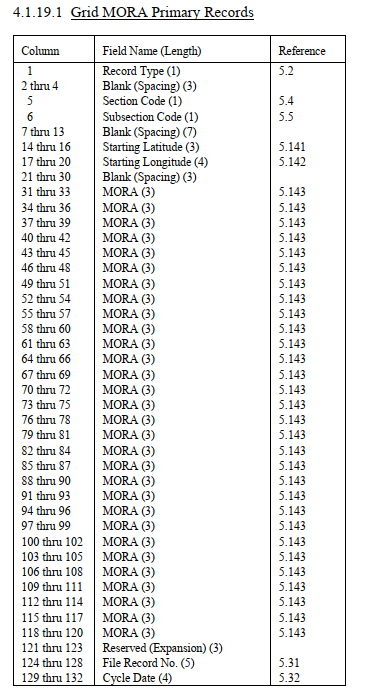 4.1.19.1 Grid MORA Primary Records
Column Field Name (Length) Reference
1 Record Type (1) 5.2
2 thru 4 Blank (Spacing) (3)
5 Section Code (1) 5.4
6 Subsection Code (1) 5.5
7 thru 13 Blank (Spacing) (7)
14 thru 16 Starting Latitude (3) 5.141
17 thru 20 Starting Longitude (4) 5.142
21 thru 30 Blank (Spacing) (3)
31 thru 33 MORA (3) 5.143
34 thru 36 MORA (3) 5.143
37 thru 39 MORA (3) 5.143
40 thru 42 MORA (3) 5.143
43 thru 45 MORA (3) 5.143
46 thru 48 MORA (3) 5.143
49 thru 51 MORA (3) 5.143
52 thru 54 MORA (3) 5.143
55 thru 57 MORA (3) 5.143
58 thru 60 MORA (3) 5.143
61 thru 63 MORA (3) 5.143
64 thru 66 MORA (3) 5.143
67 thru 69 MORA (3) 5.143
70 thru 72 MORA (3) 5.143
73 thru 75 MORA (3) 5.143
76 thru 78 MORA (3) 5.143
79 thru 81 MORA (3) 5.143
82 thru 84 MORA (3) 5.143
85 thru 87 MORA (3) 5.143
88 thru 90 MORA (3) 5.143
91 thru 93 MORA (3) 5.143
94 thru 96 MORA (3) 5.143
97 thru 99 MORA (3) 5.143
100 thru 102 MORA (3) 5.143
103 thru 105 MORA (3) 5.143
106 thru 108 MORA (3) 5.143
109 thru 111 MORA (3) 5.143
112 thru 114 MORA (3) 5.143
115 thru 117 MORA (3) 5.143
118 thru 120 MORA (3) 5.143
121 thru 123 Reserved (Expansion) (3)
124 thru 128 File Record No. (5) 5.31
129 thru 132 Cycle Date (4) 5.32